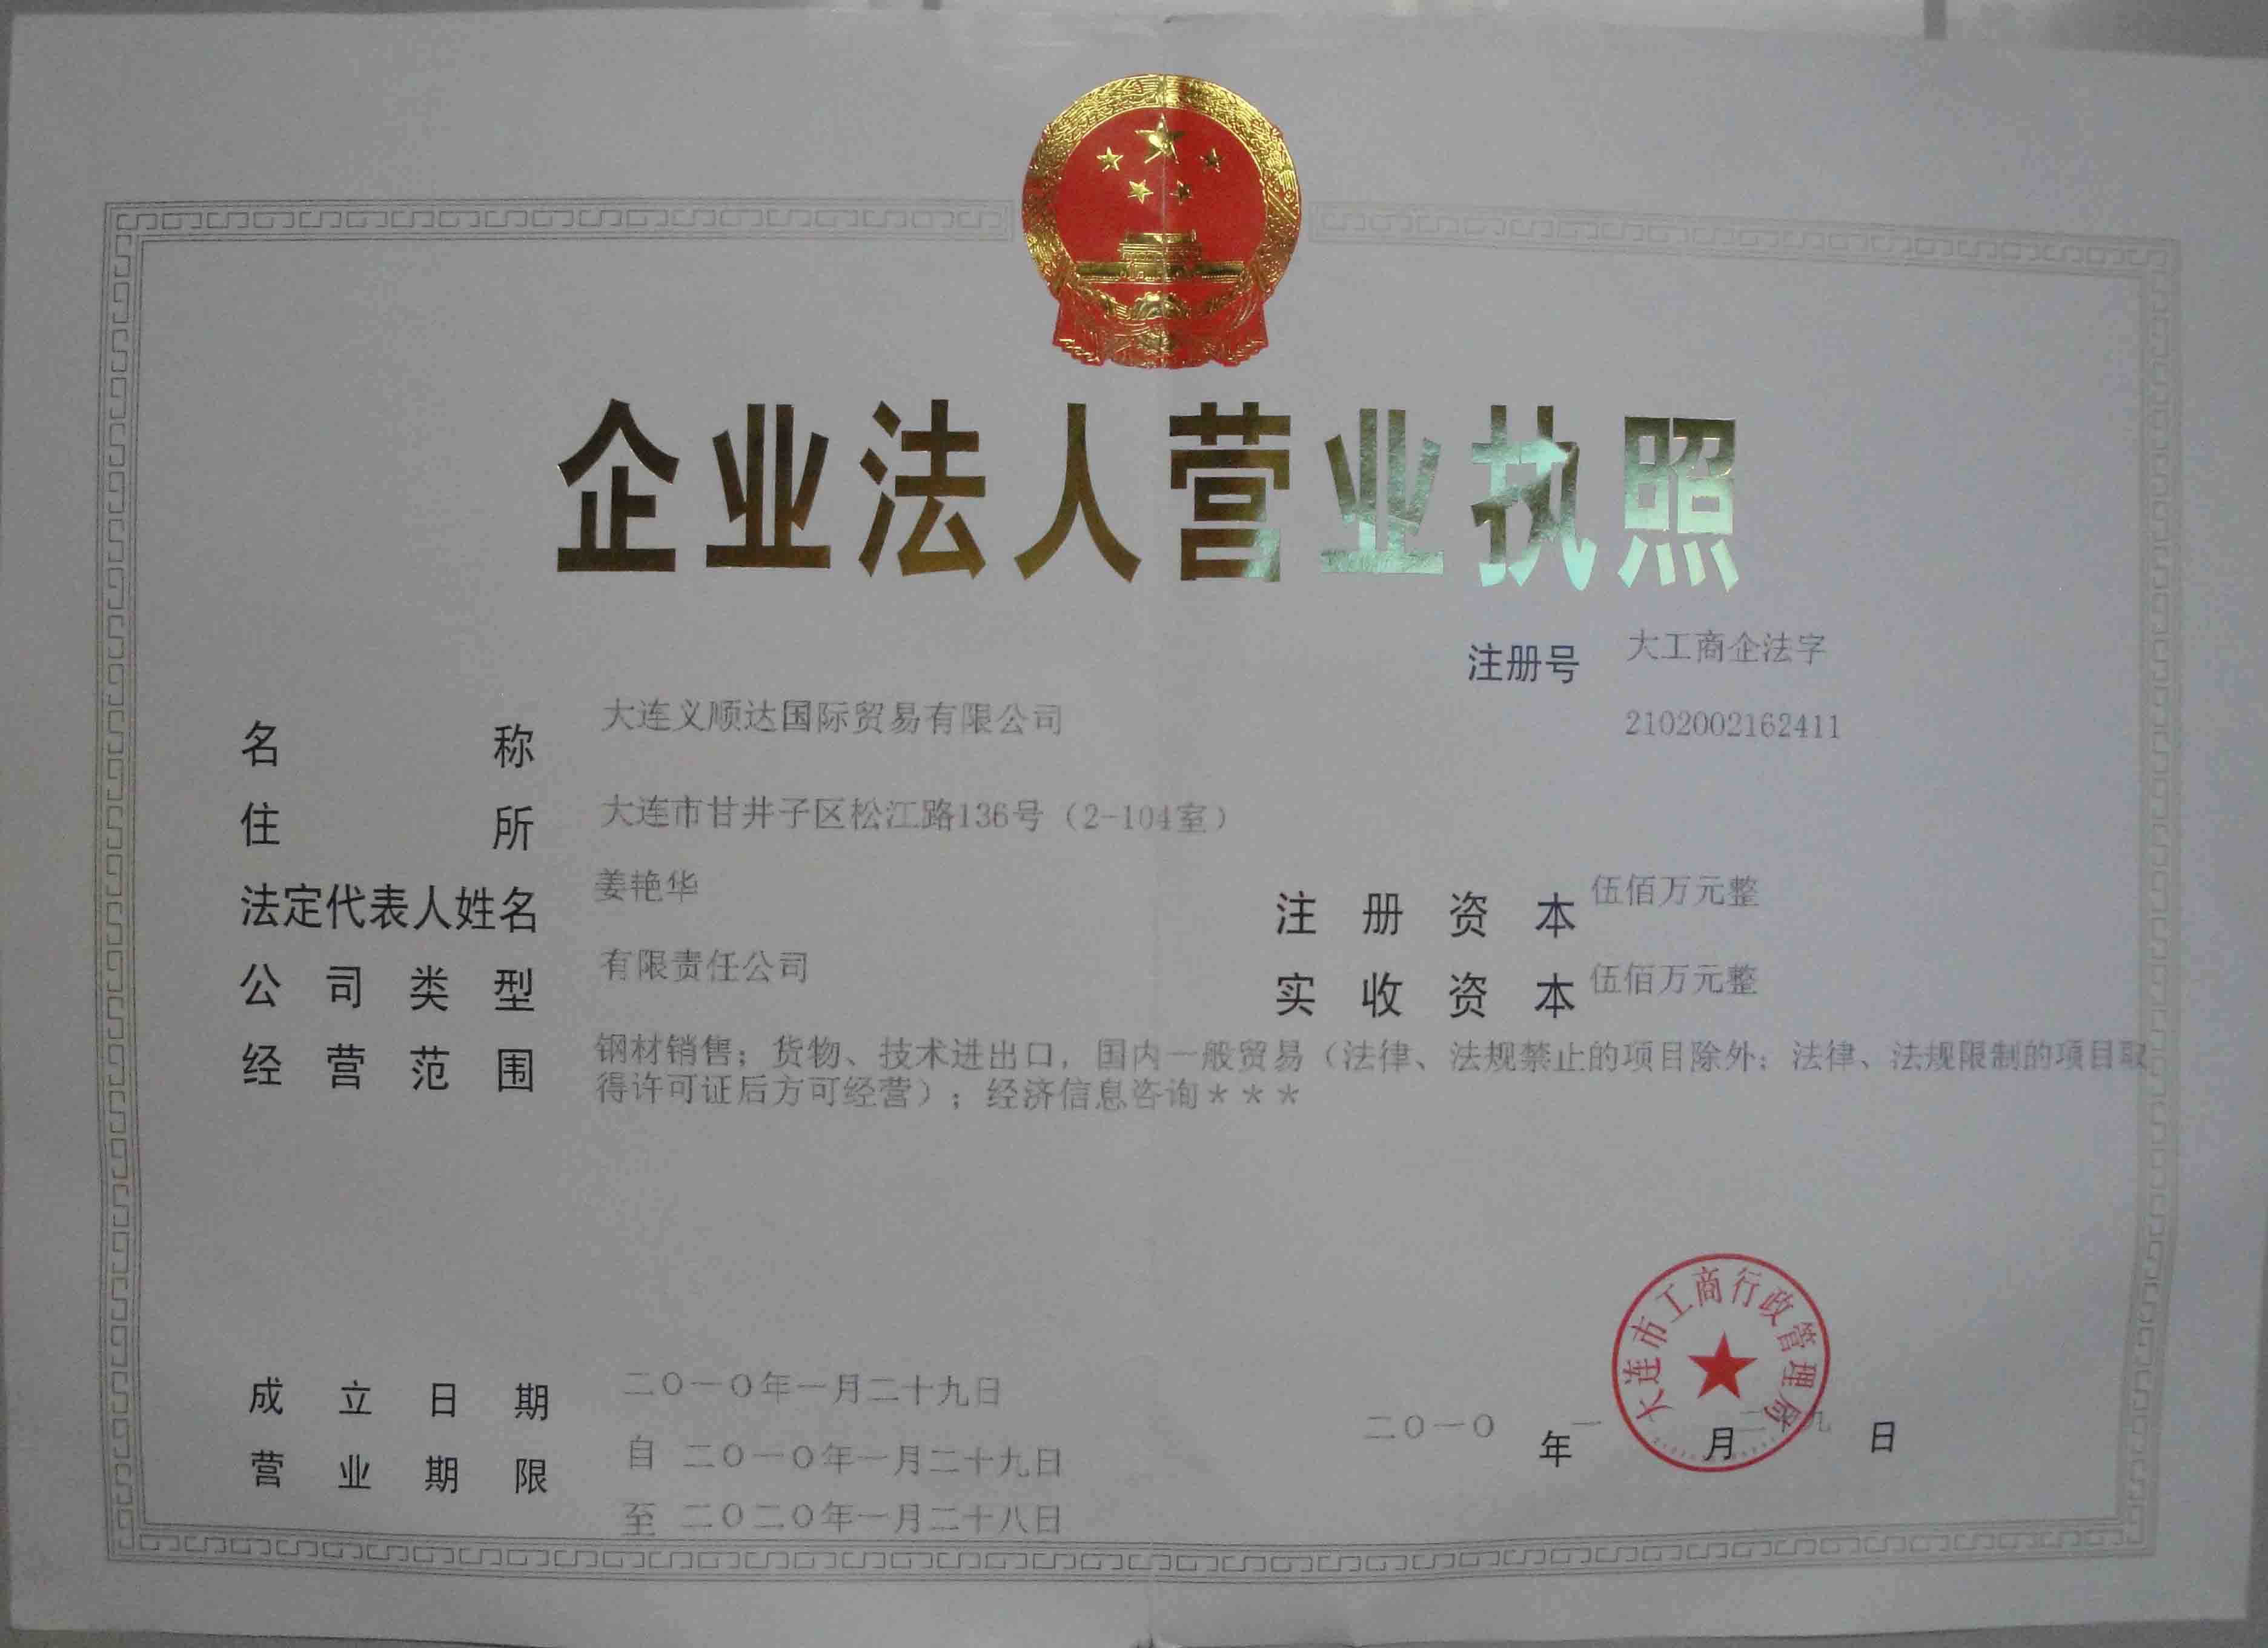 企业法人营业执照
注册号 大工商企法字
2102002162411
名称 大连义顺达国际贸易有限公司
住所 大连市甘井子区松江路136号（2-104室）
法定代表人姓名 姜艳华
注册资本 伍佰万元整
公司类型 有限责任公司
实收资本 伍佰万元整
经营范围 钢材销售；货物、技术进出口，国内一般贸易（法律、法规禁止的项目除外；法律、法规限制的项目取
得许可证后方可经营）；经济信息咨询＊＊＊
大连市工商行政管理局
成立日期 二〇一〇年一月二十九日
二〇一〇年一月二 九日
营业期限 自 二〇一〇年一月二十九日
至 二〇二〇年一月二十八日